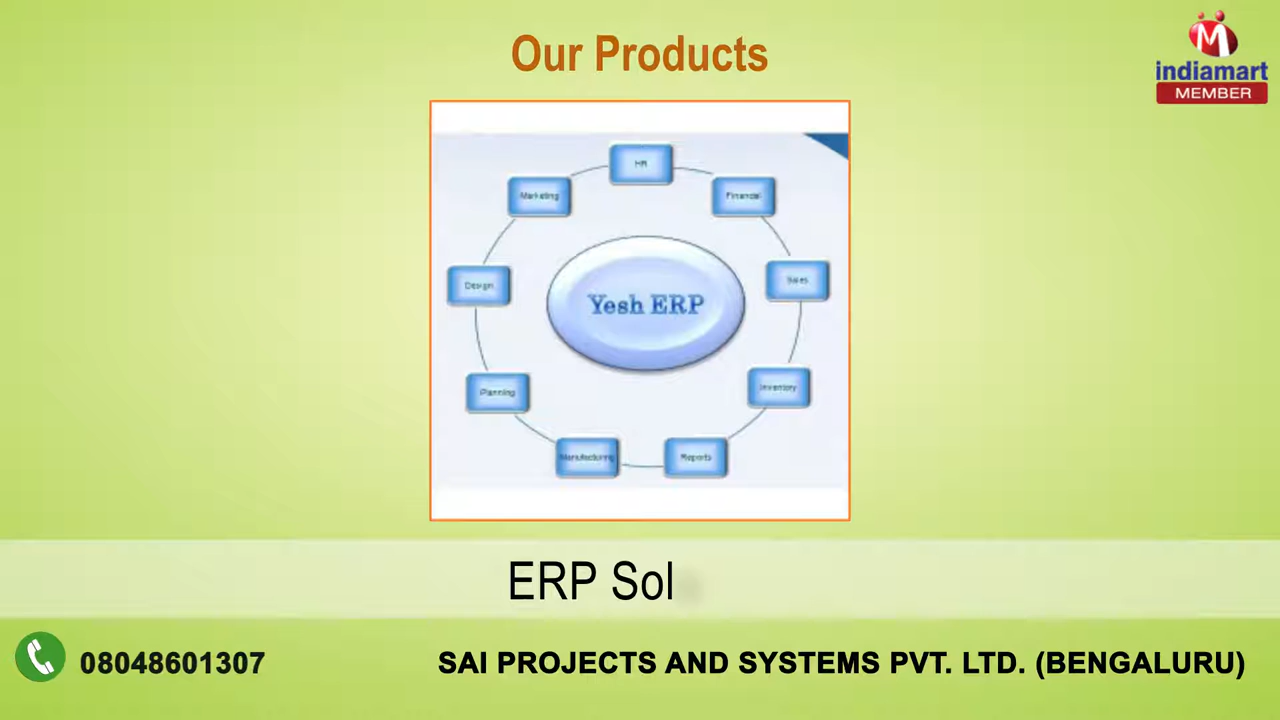 Our Products
indiamart
MEMBER
HR
Marketing
Financial
Design
Sales
Yesh ERP
Planning
Inventory
Manufacturing
Reports
ERP Sol
08048601307
SAI PROJECTS AND SYSTEMS PVT. LTD. (BENGALURU)